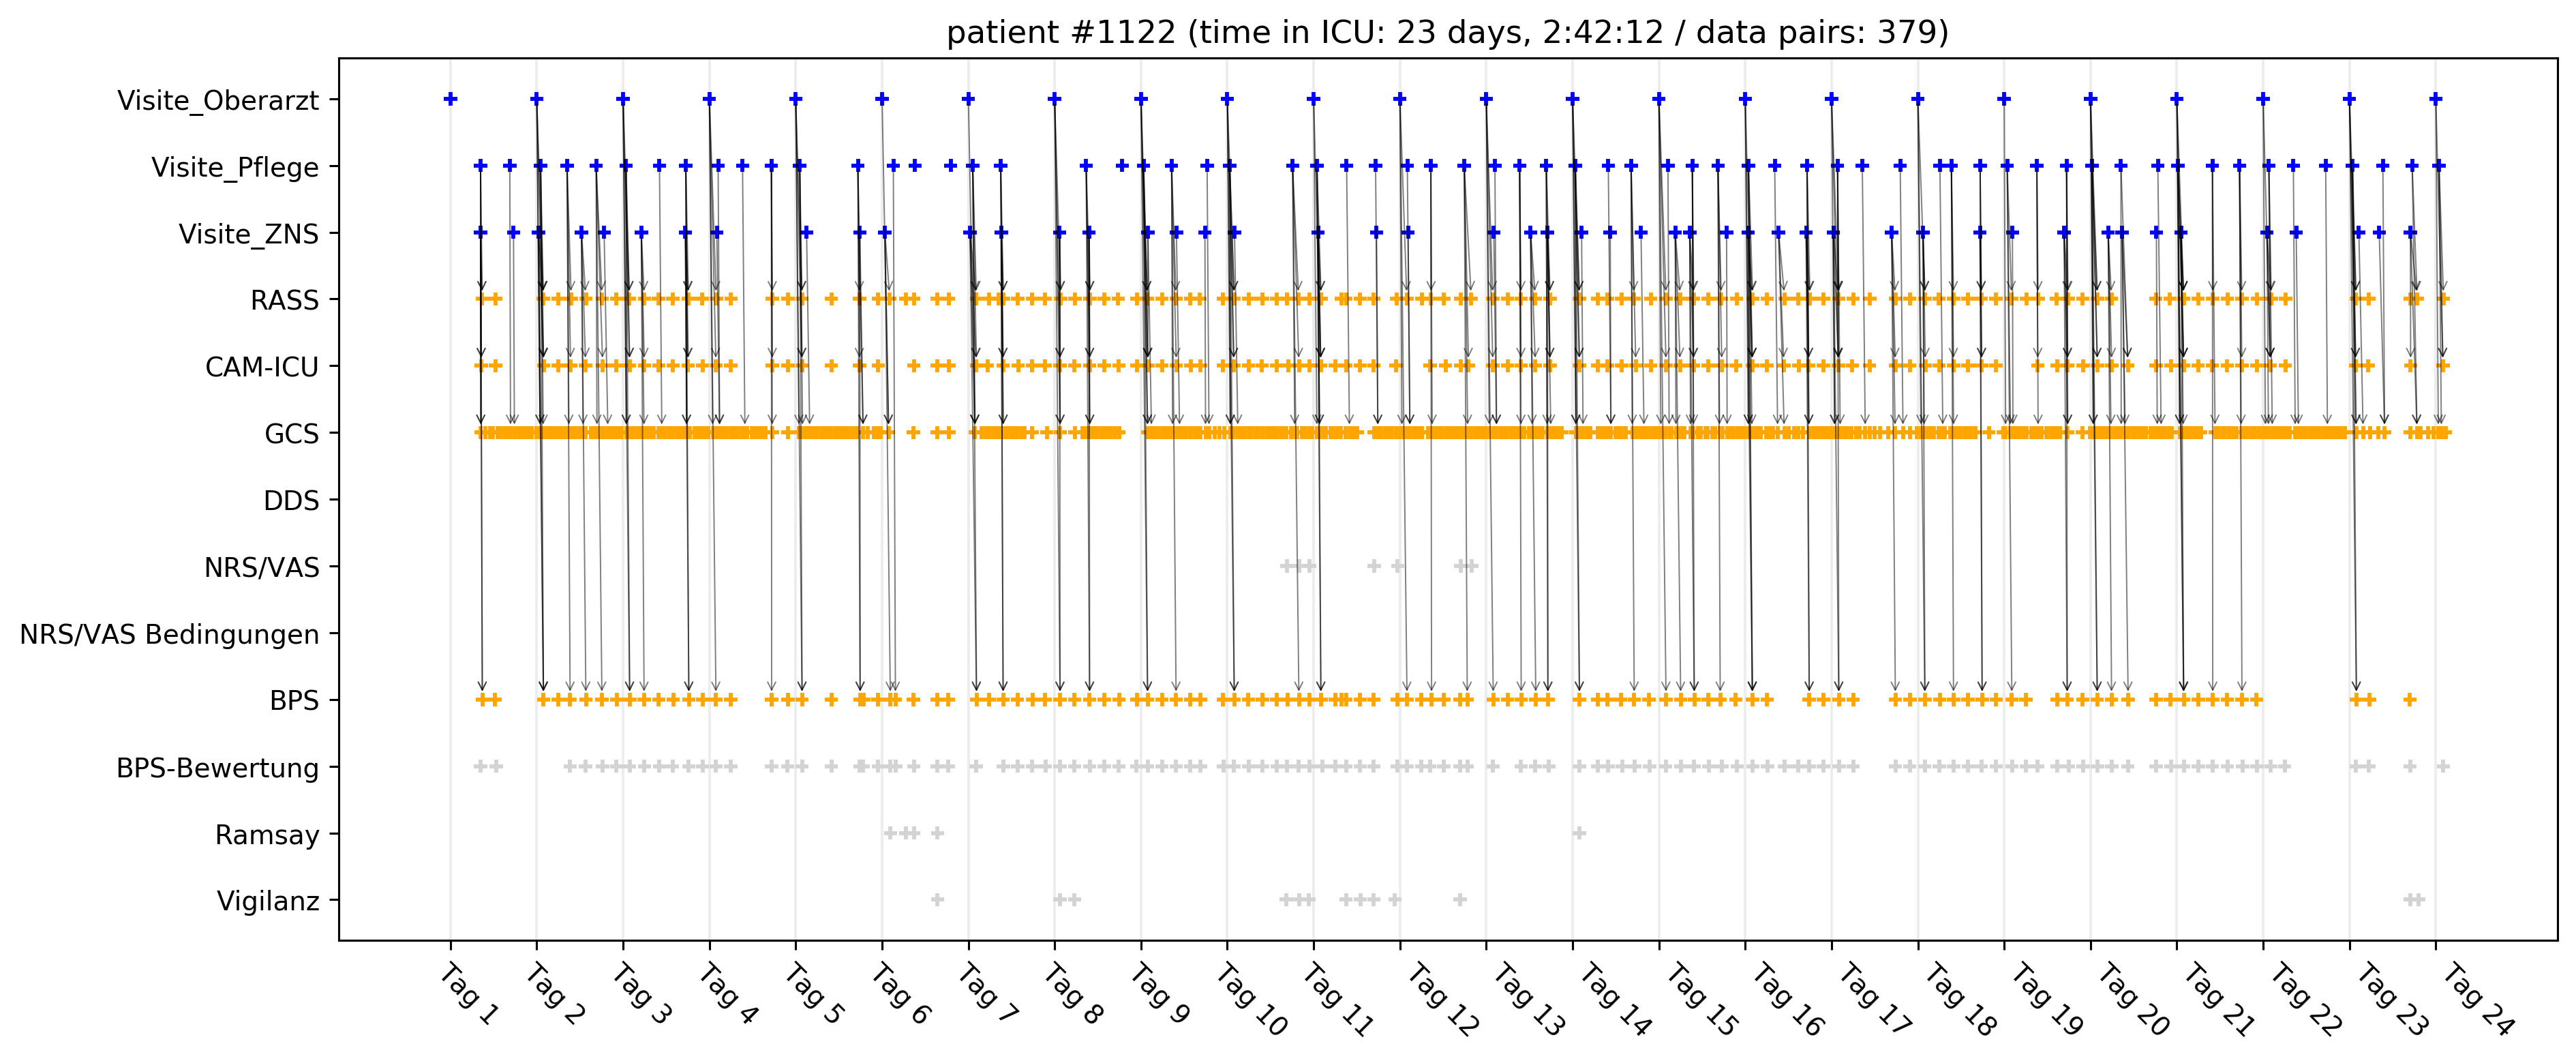 patient #1122 (time in ICU: 23 days, 2:42:12 / data pairs: 379)
Visite_Oberarzt
Visite_Pflege
Visite_ZNS
RASS
CAM-ICU
GCS
DDS
NRS/VAS
NRS/VAS Bedingungen
BPS
BPS-Bewertung
Ramsay
Vigilanz
Tag 1
Tag 2
Tag 3
Tag 4
Tag 5
Tag 6
Tag 7
Tag 8
Tag 9
Tag 10
Tag 11
Tag 12
Tag 13
Tag 14
Tag 15
Tag 16
Tag 17
Tag 18
Tag 19
Tag 20
Tag 21
Tag 22
Tag 23
Tag 24